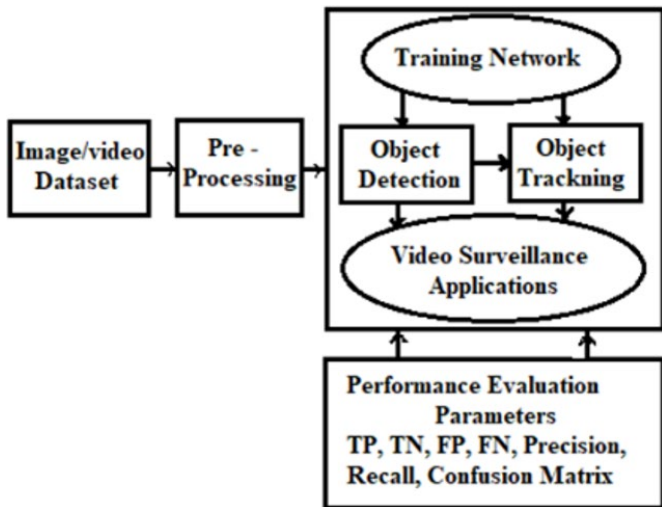 Training Network
Image/video
Dataset
Pre -
Processing
Object
Detection
Object
Trackning
Video Surveillance
Applications
Performance Evaluation
Parameters
TP, TN, FP, FN, Precision,
Recall, Confusion Matrix